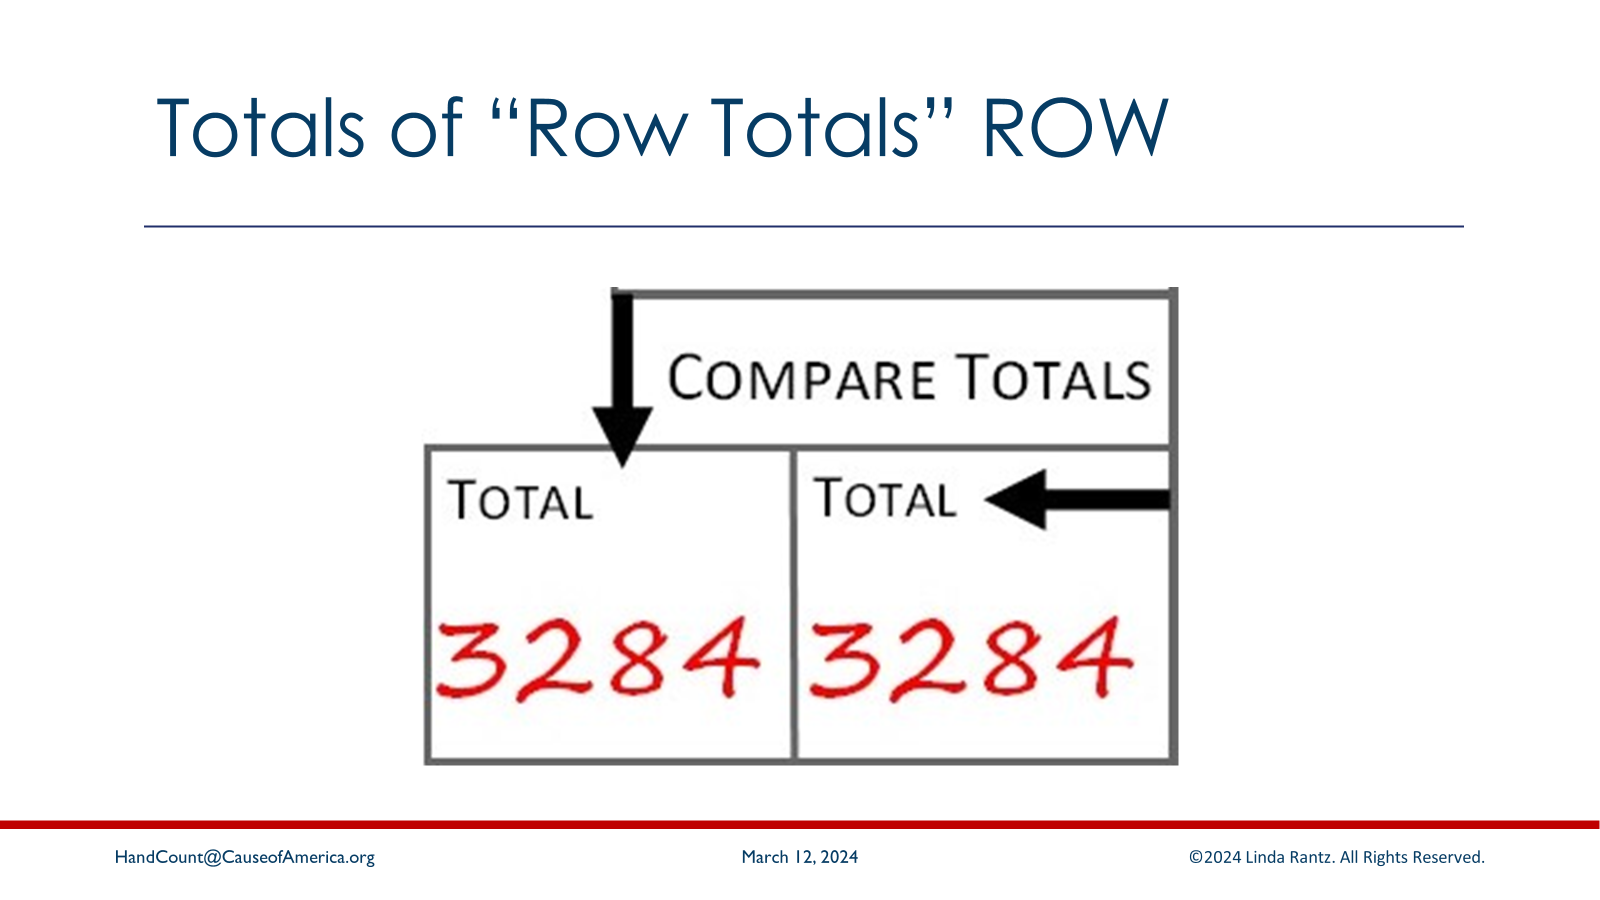 Totals of “Row Totals” ROW
COMPARE TOTALS
TOTAL TOTAL
3284 3284
HandCount@CauseofAmerica.org March 12, 2024 ©2024 Linda Rantz. All Rights Reserved.